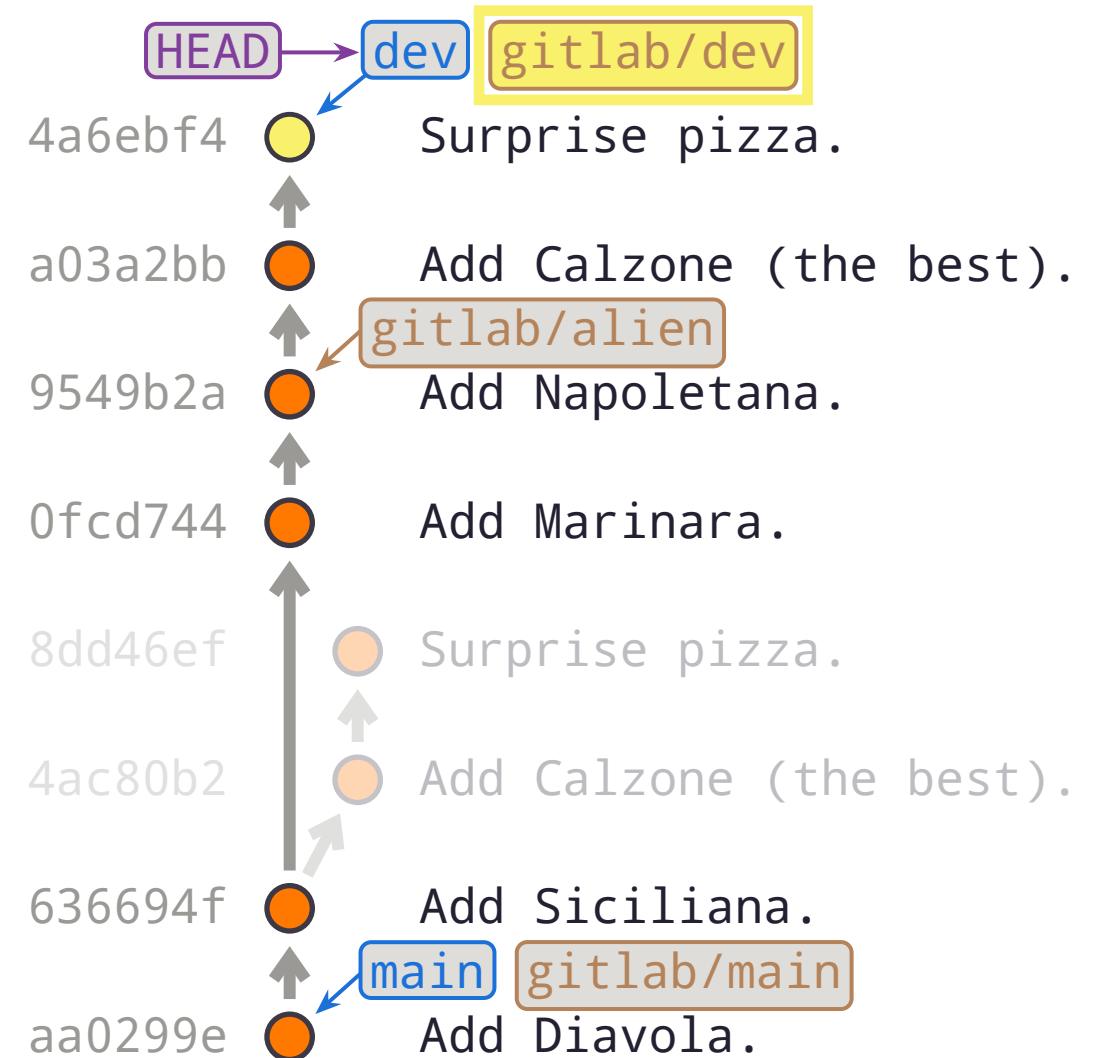 HEAD dev gitlab/dev
4a6ebf4 Surprise pizza.
a03a2bb Add Calzone (the best).
gitlab/alien
9549b2a Add Napoletana.
0fcd744 Add Marinara.
8dd46ef Surprise pizza.
4ac80b2 Add Calzone (the best).
636694f Add Siciliana.
main gitlab/main
aa0299e Add Diavola.